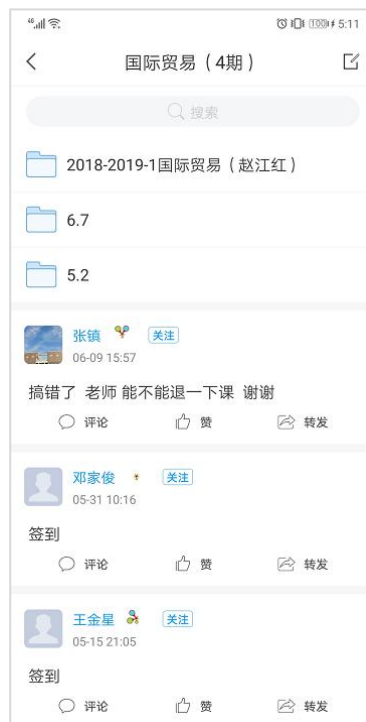 46 5:11
国际贸易（4期）
搜索
2018-2019-1国际贸易（赵江红）
6.7
5.2
张镇 关注
06-09 15:57
搞错了 老师 能不能退一下课 谢谢
评论 赞 转发
邓家俊 关注
05-31 10:16
签到
评论 赞 转发
王金星 关注
05-15 21:05
签到
评论 赞 转发